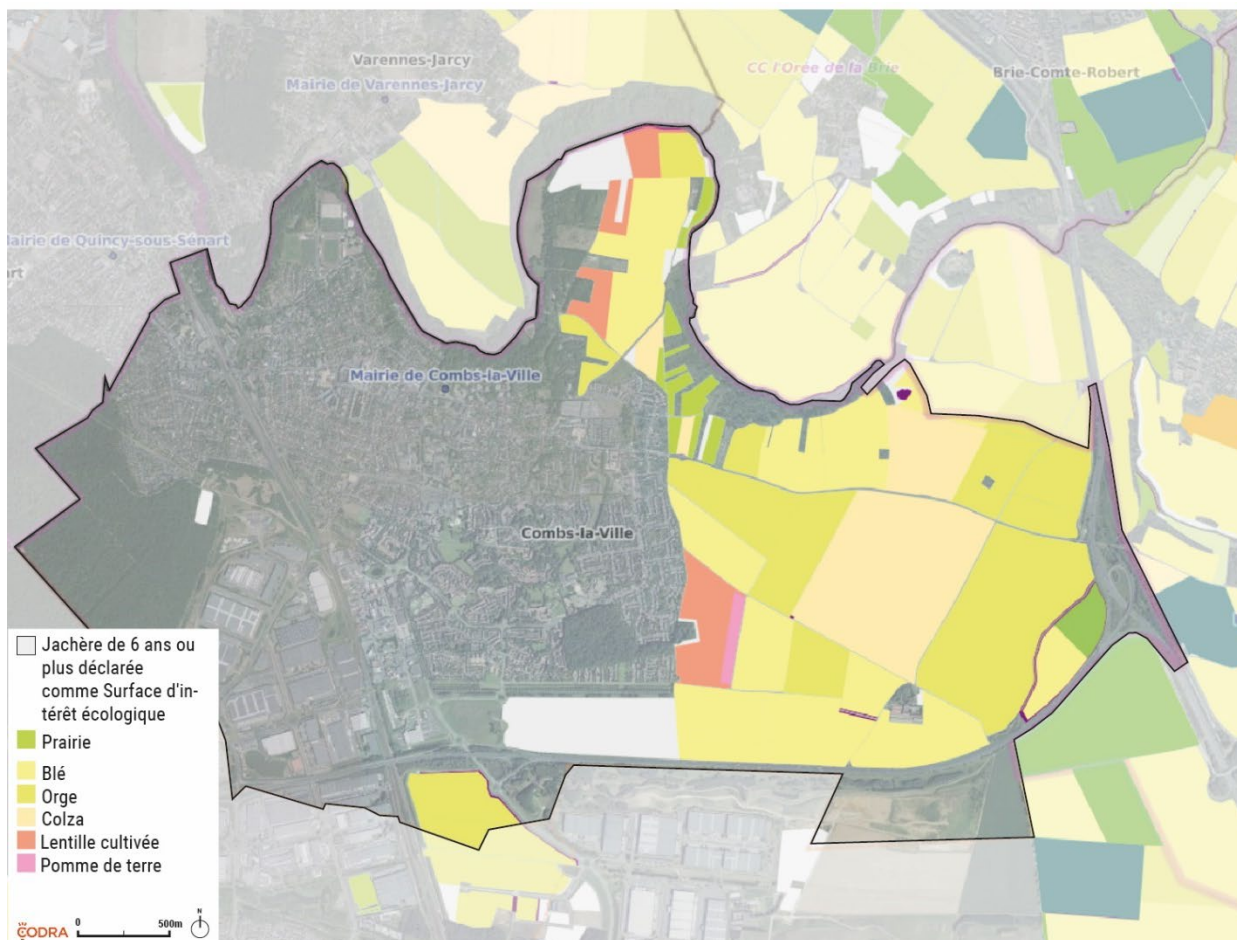 Varennes-Jarcy
Mairie de Varennes-Jarcy
CC l'Orée de la Brie
Brie-Comte-Robert
Mairie de Quincy-sous-Sénart
Mairie de Combs-la-Ville
Combs-la-Ville
Jachère de 6 ans ou
plus déclarée
comme Surface d'in-
térêt écologique
Prairie
Blé
Orge
Colza
Lentille cultivée
Pomme de terre
CODRA
0
500m
N